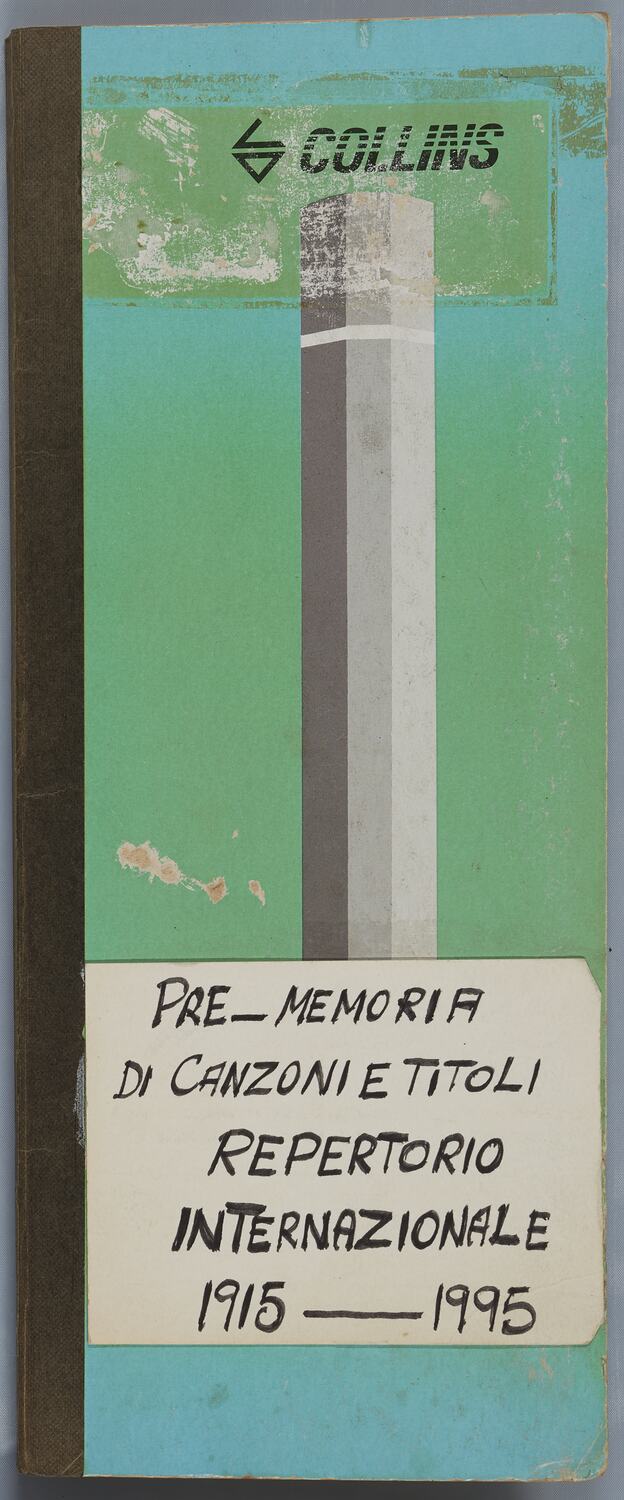 COLLINS
PRE_MEMORIA
DI CANZONI E TITOLI
REPERTORIO
INTERNAZIONALE
1915 — 1995